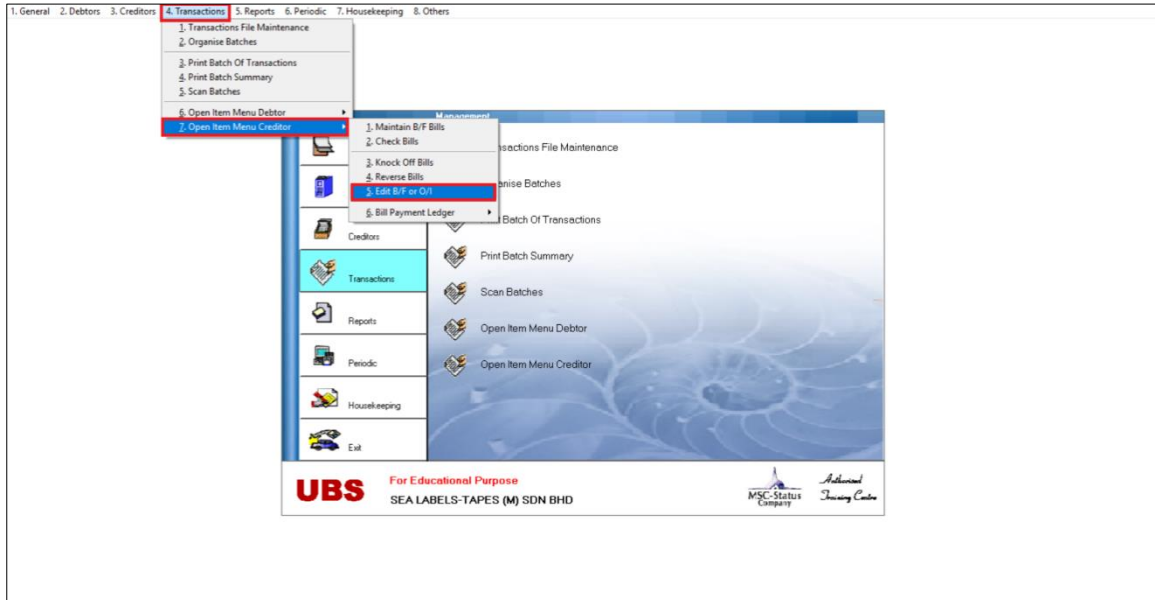 1. General 2. Debtors 3. Creditors 4. Transactions 5. Reports 6. Periodic 7. Housekeeping 8. Others
1. Transactions File Maintenance
2. Organise Batches
3. Print Batch Of Transactions
4. Print Batch Summary
5. Scan Batches
6. Open Item Menu Debtor
7. Open Item Menu Creditor
1. Maintain B/F Bills
2. Check Bills
3. Knock Off Bills
4. Reverse Bills
5. Edit B/F or O/I
6. Bill Payment Ledger
Management
nsactions File Maintenance
anise Batches
t Batch Of Transactions
Print Batch Summary
Scan Batches
Open Item Menu Debtor
Open Item Menu Creditor
Creditors
Transactions
Reports
Periodic
Housekeeping
Exit
UBS
For Educational Purpose
SEA LABELS-TAPES (M) SDN BHD
MSC-Status
Company
Authorised
Training Centre